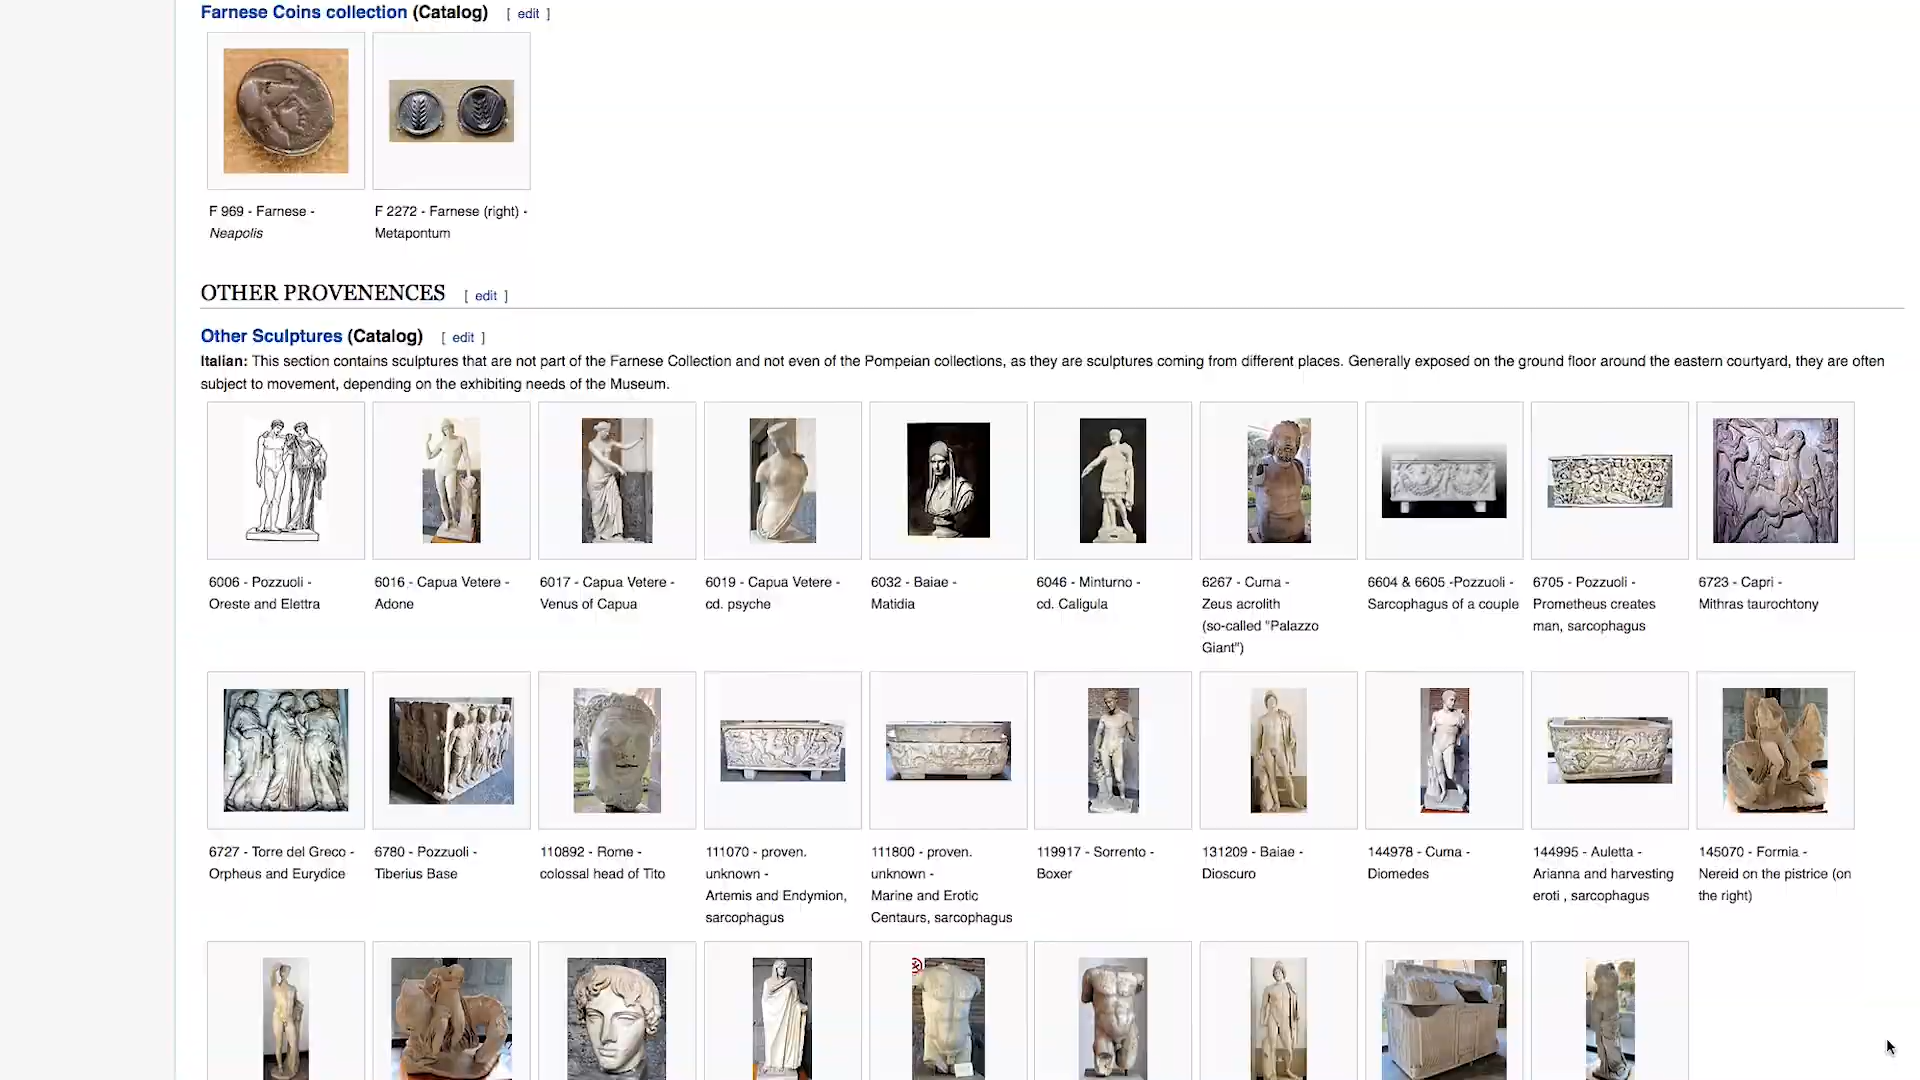 Farnese Coins collection (Catalog) [ edit ]
F 969 - Farnese -
Neapolis
F 2272 - Farnese (right) -
Metapontum
OTHER PROVENENCES [ edit ]
Other Sculptures (Catalog) [ edit ]
Italian: This section contains sculptures that are not part of the Farnese Collection and not even of the Pompeian collections, as they are sculptures coming from different places. Generally exposed on the ground floor around the eastern courtyard, they are often
subject to movement, depending on the exhibiting needs of the Museum.
6006 - Pozzuoli -
Oreste and Elettra
6016 - Capua Vetere -
Adone
6017 - Capua Vetere -
Venus of Capua
6019 - Capua Vetere -
cd. psyche
6032 - Baiae -
Matidia
6046 - Minturno -
cd. Caligula
6267 - Cuma -
Zeus acrolith
(so-called "Palazzo
Giant")
6604 & 6605 -Pozzuoli -
Sarcophagus of a couple
6705 - Pozzuoli -
Prometheus creates
man, sarcophagus
6723 - Capri -
Mithras taurochtony
6727 - Torre del Greco -
Orpheus and Eurydice
6780 - Pozzuoli -
Tiberius Base
110892 - Rome -
colossal head of Tito
111070 - proven.
unknown -
Artemis and Endymion,
sarcophagus
111800 - proven.
unknown -
Marine and Erotic
Centaurs, sarcophagus
119917 - Sorrento -
Boxer
131209 - Baiae -
Dioscuro
144978 - Cuma -
Diomedes
144995 - Auletta -
Arianna and harvesting
eroti , sarcophagus
145070 - Formia -
Nereid on the pistrice (on
the right)